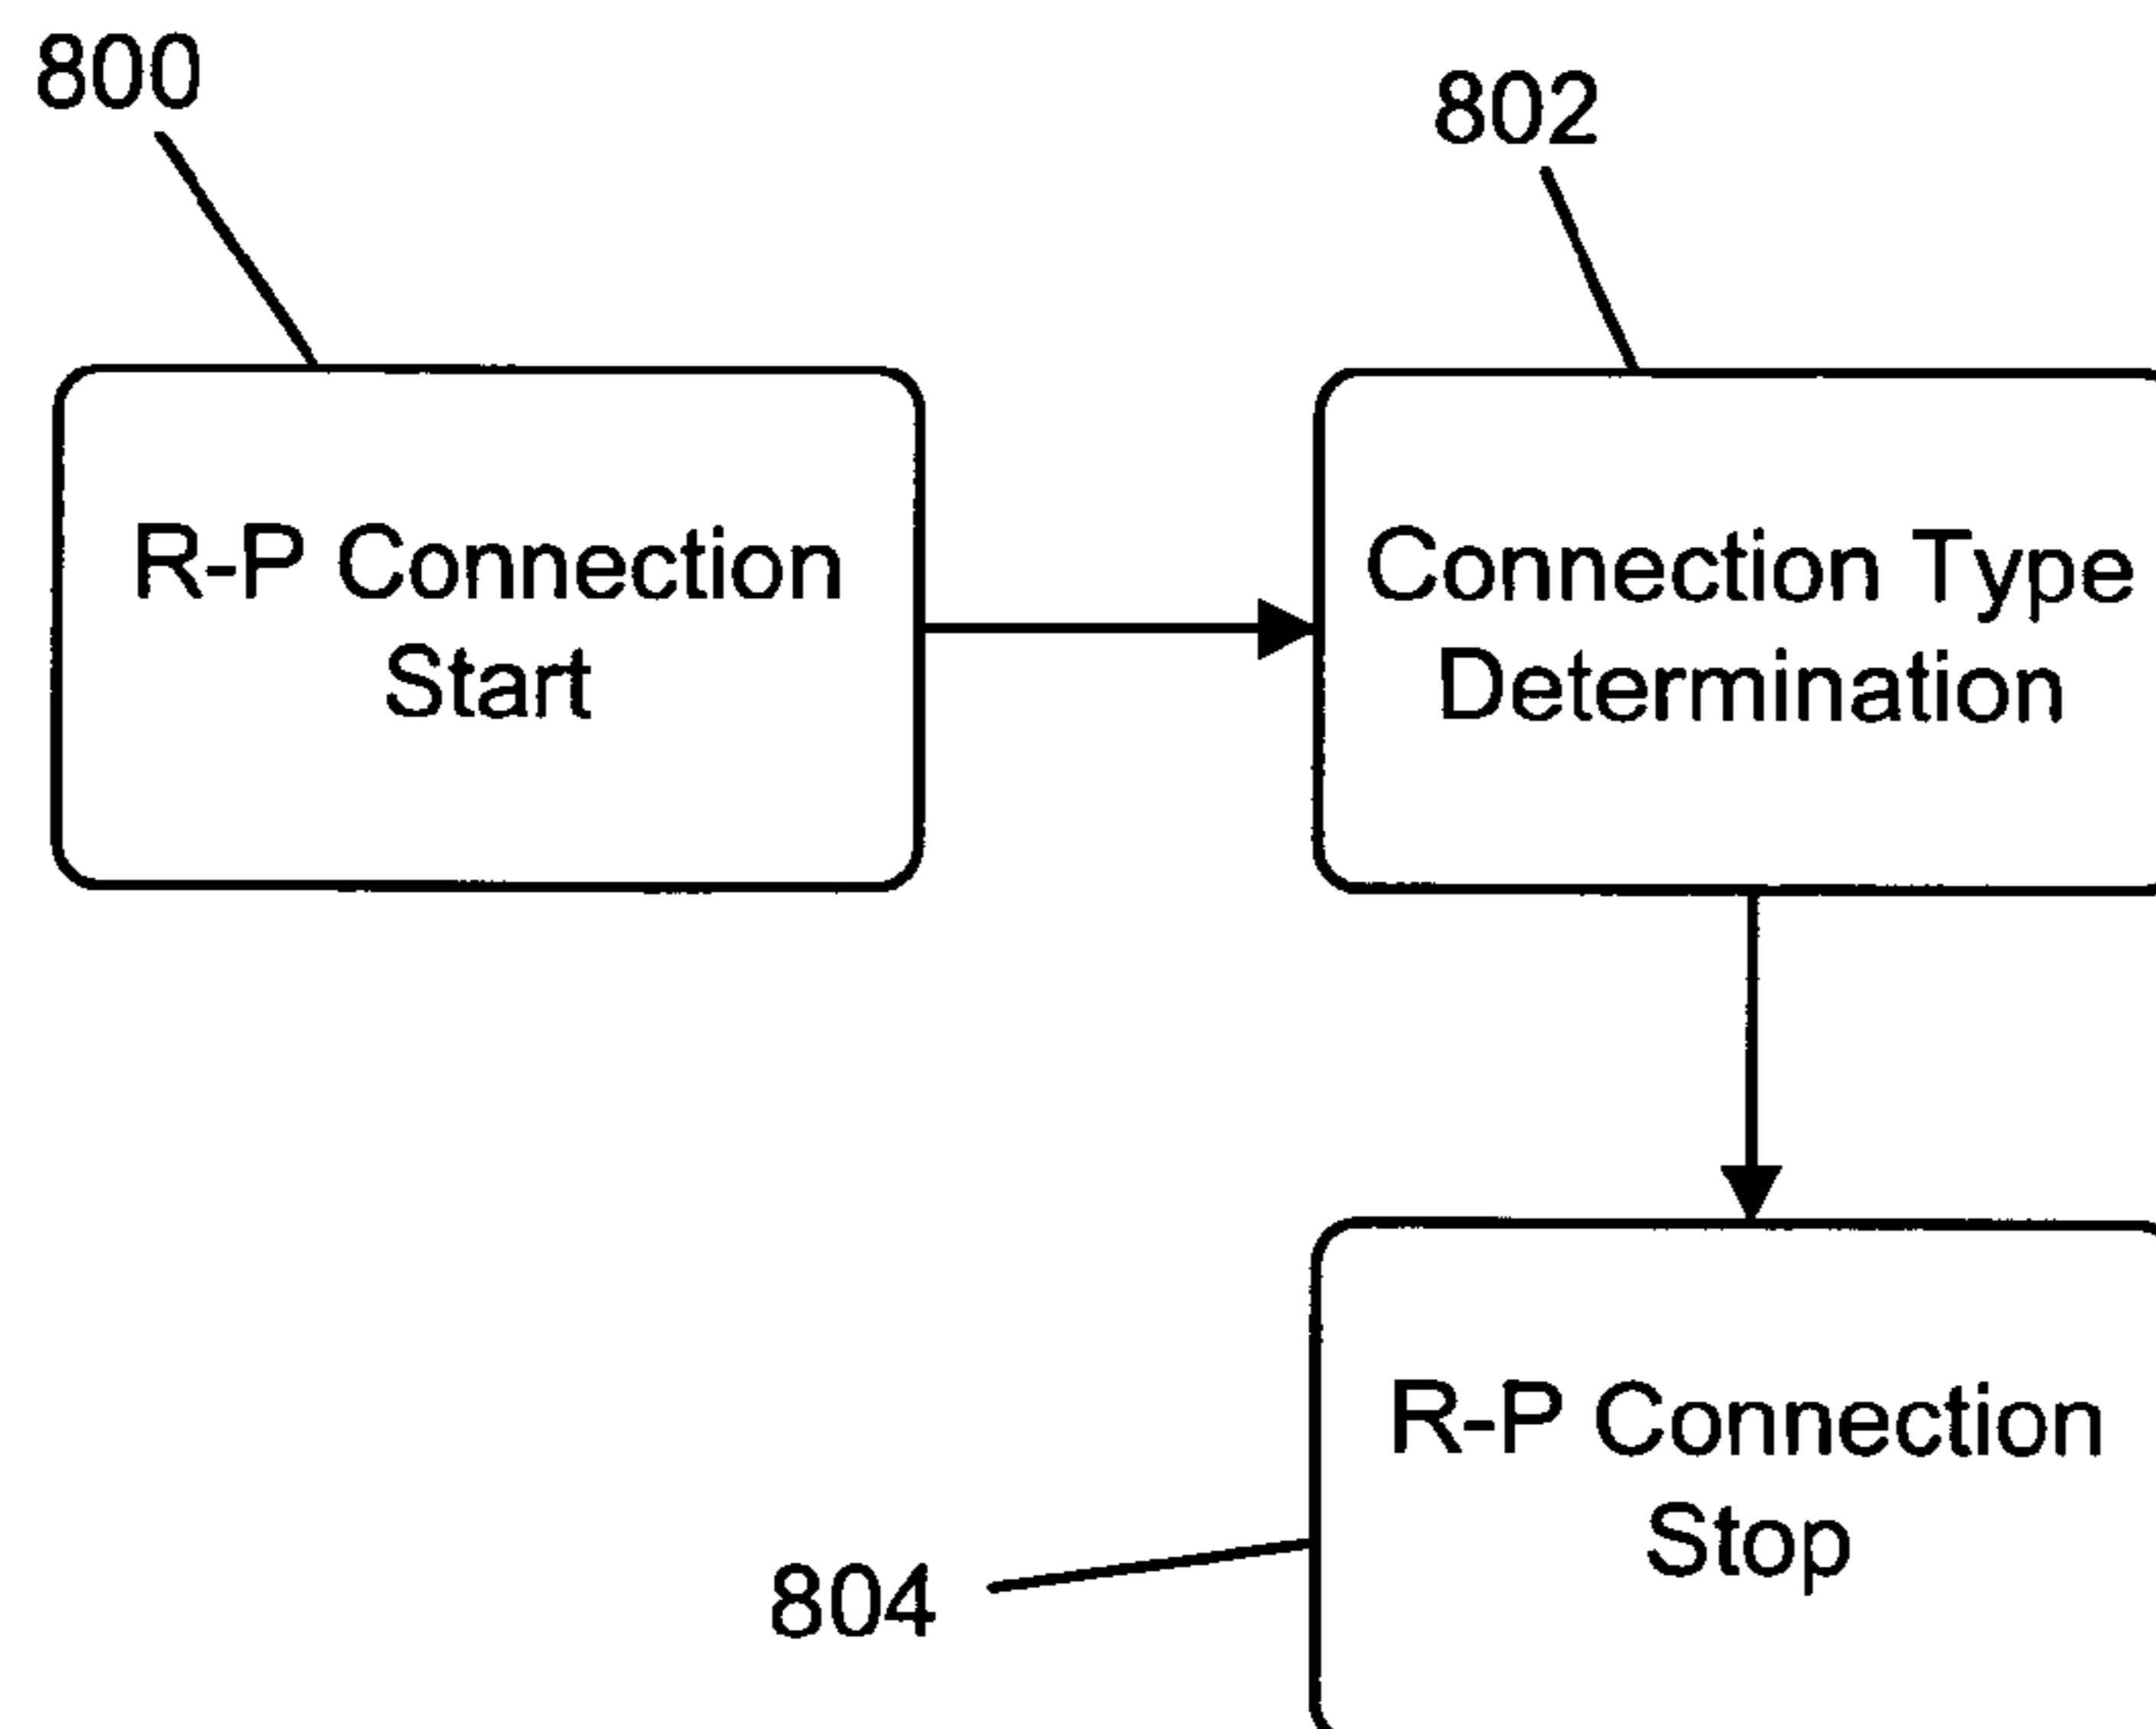 800
802
R-P Connection
Start
Connection Type
Determination
R-P Connection
Stop
804